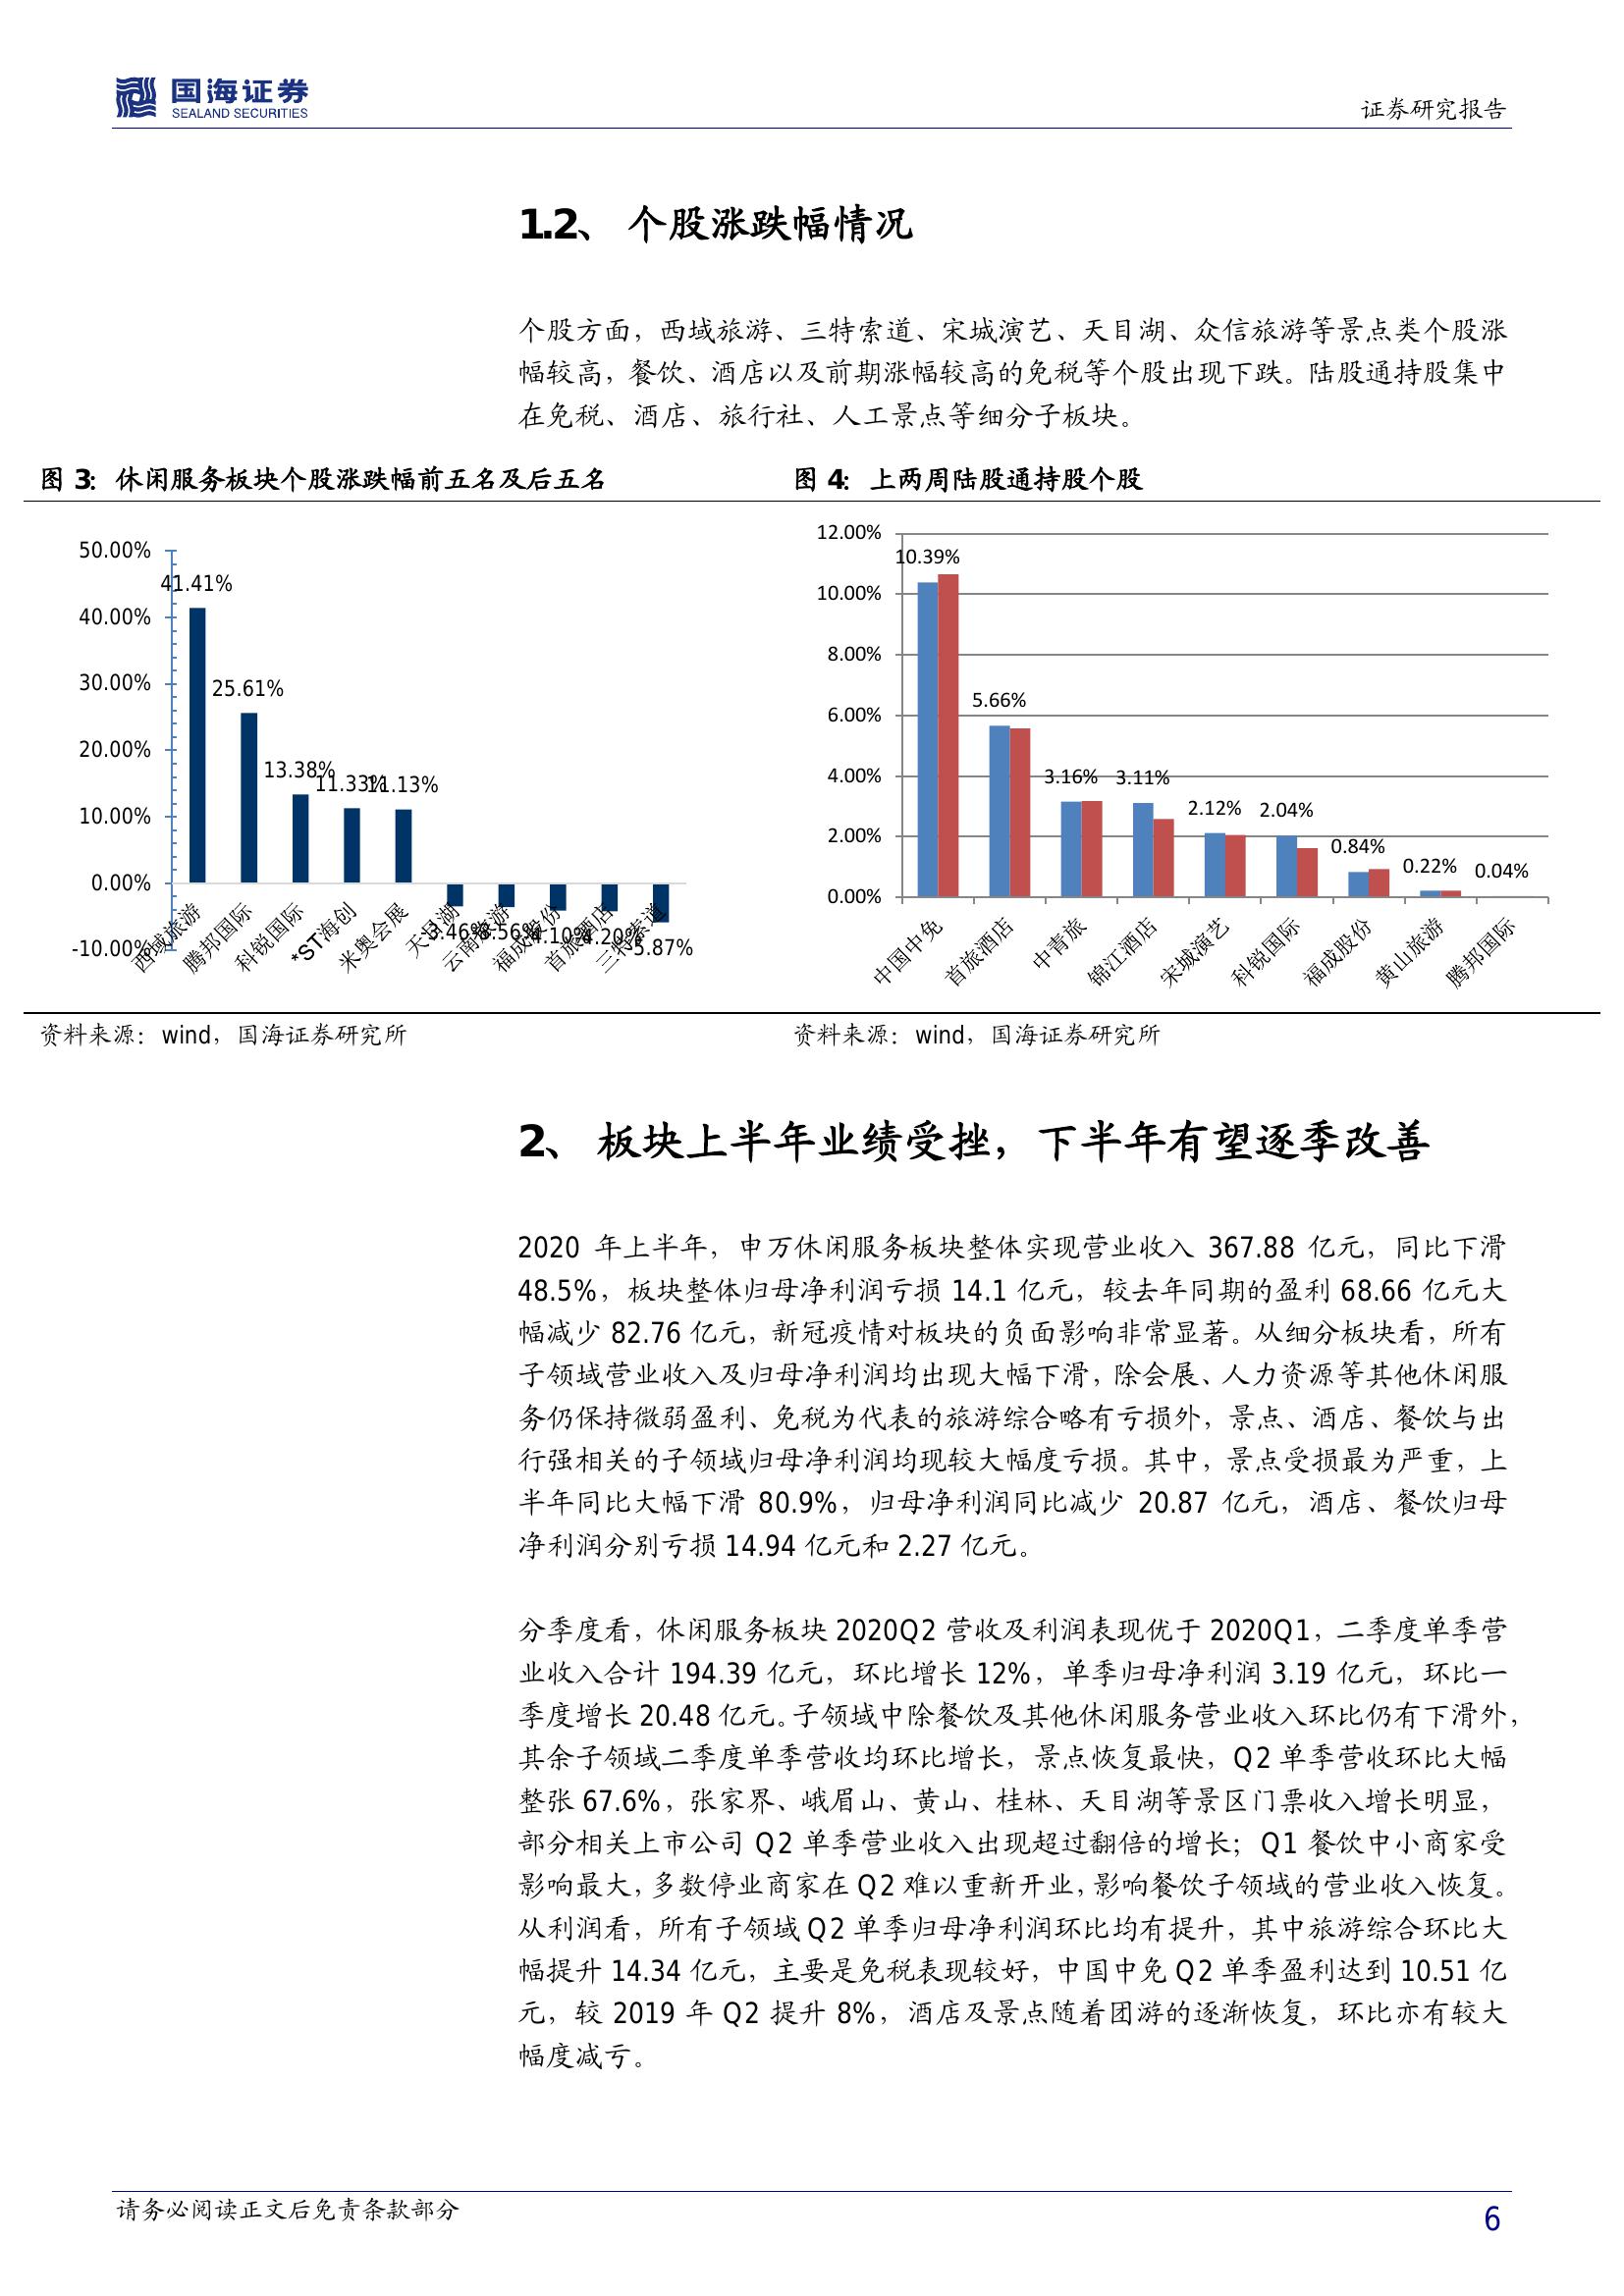 国海证券
SEALAND SECURITIES
证券研究报告
1.2、 个股涨跌幅情况
个股方面，西域旅游、三特索道、宋城演艺、天目湖、众信旅游等景点类个股涨
幅较高，餐饮、酒店以及前期涨幅较高的免税等个股出现下跌。陆股通持股集中
在免税、酒店、旅行社、人工景点等细分子板块。
图 3：休闲服务板块个股涨跌幅前五名及后五名
50.00%
40.00%
30.00%
20.00%
10.00%
0.00%
-10.00%
41.41%
25.61%
13.38%
11.33%
11.13%
-3.46%
-3.56%
-4.10%
-4.20%
-5.87%
西域旅游
腾邦国际
科锐国际
*ST海创
米奥会展
天目湖
云南旅游
福成股份
首旅酒店
三特索道
资料来源：wind，国海证券研究所
图 4：上两周陆股通持股个股
12.00%
10.00%
8.00%
6.00%
4.00%
2.00%
0.00%
10.39%
5.66%
3.16%
3.11%
2.12%
2.04%
0.84%
0.22%
0.04%
中国中免
首旅酒店
中青旅
锦江酒店
宋城演艺
科锐国际
福成股份
黄山旅游
腾邦国际
资料来源：wind，国海证券研究所
2、 板块上半年业绩受挫，下半年有望逐季改善
2020 年上半年，申万休闲服务板块整体实现营业收入 367.88 亿元，同比下滑
48.5%，板块整体归母净利润亏损 14.1 亿元，较去年同期的盈利 68.66 亿元大
幅减少 82.76 亿元，新冠疫情对板块的负面影响非常显著。从细分板块看，所有
子领域营业收入及归母净利润均出现大幅下滑，除会展、人力资源等其他休闲服
务仍保持微弱盈利、免税为代表的旅游综合略有亏损外，景点、酒店、餐饮与出
行强相关的子领域归母净利润均现较大幅度亏损。其中，景点受损最为严重，上
半年同比大幅下滑 80.9%，归母净利润同比减少 20.87 亿元，酒店、餐饮归母
净利润分别亏损 14.94 亿元和 2.27 亿元。
分季度看，休闲服务板块 2020Q2 营收及利润表现优于 2020Q1，二季度单季营
业收入合计 194.39 亿元，环比增长 12%，单季归母净利润 3.19 亿元，环比一
季度增长 20.48 亿元。子领域中除餐饮及其他休闲服务营业收入环比仍有下滑外，
其余子领域二季度单季营收均环比增长，景点恢复最快，Q2 单季营收环比大幅
整张 67.6%，张家界、峨眉山、黄山、桂林、天目湖等景区门票收入增长明显，
部分相关上市公司 Q2 单季营业收入出现超过翻倍的增长；Q1 餐饮中小商家受
影响最大，多数停业商家在 Q2 难以重新开业，影响餐饮子领域的营业收入恢复。
从利润看，所有子领域 Q2 单季归母净利润环比均有提升，其中旅游综合环比大
幅提升 14.34 亿元，主要是免税表现较好，中国中免 Q2 单季盈利达到 10.51 亿
元，较 2019 年 Q2 提升 8%，酒店及景点随着团游的逐渐恢复，环比亦有较大
幅度减亏。
请务必阅读正文后免责条款部分
6